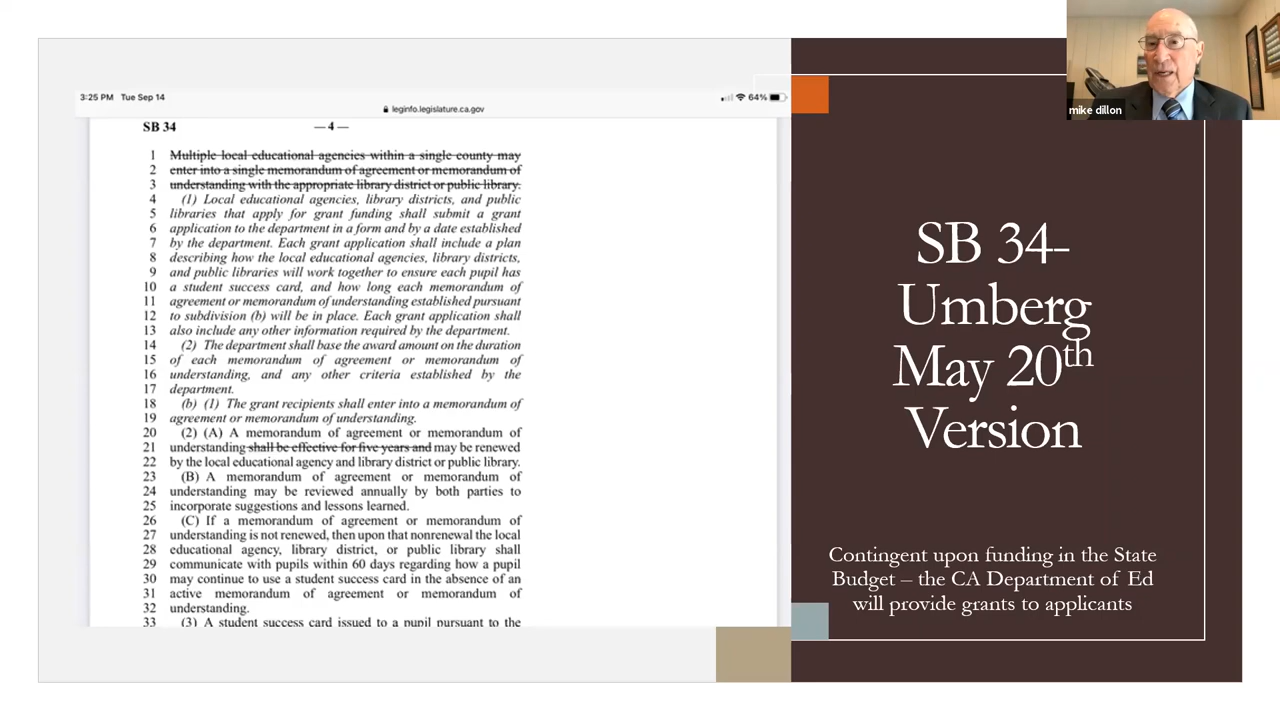 3:25 PM Tue Sep 14
64%
leginfo.legislature.ca.gov
SB 34 — 4 —
1 Multiple local educational agencies within a single county may
2 enter into a single memorandum of agreement or memorandum of
3 understanding with the appropriate library district or public library.
4 (1) Local educational agencies, library districts, and public
5 libraries that apply for grant funding shall submit a grant
6 application to the department in a form and by a date established
7 by the department. Each grant application shall include a plan
8 describing how the local educational agencies, library districts,
9 and public libraries will work together to ensure each pupil has
10 a student success card, and how long each memorandum of
11 agreement or memorandum of understanding established pursuant
12 to subdivision (b) will be in place. Each grant application shall
13 also include any other information required by the department.
14 (2) The department shall base the award amount on the duration
15 of each memorandum of agreement or memorandum of
16 understanding, and any other criteria established by the
17 department.
18 (b) (1) The grant recipients shall enter into a memorandum of
19 agreement or memorandum of understanding.
20 (2) (A) A memorandum of agreement or memorandum of
21 understanding shall be effective for five years and may be renewed
22 by the local educational agency and library district or public library.
23 (B) A memorandum of agreement or memorandum of
24 understanding may be reviewed annually by both parties to
25 incorporate suggestions and lessons learned.
26 (C) If a memorandum of agreement or memorandum of
27 understanding is not renewed, then upon that nonrenewal the local
28 educational agency, library district, or public library shall
29 communicate with pupils within 60 days regarding how a pupil
30 may continue to use a student success card in the absence of an
31 active memorandum of agreement or memorandum of
32 understanding.
33 (3) A student success card issued to a pupil pursuant to the
SB 34-
Umberg
May 20th
Version
Contingent upon funding in the State
Budget – the CA Department of Ed
will provide grants to applicants
mike dillon